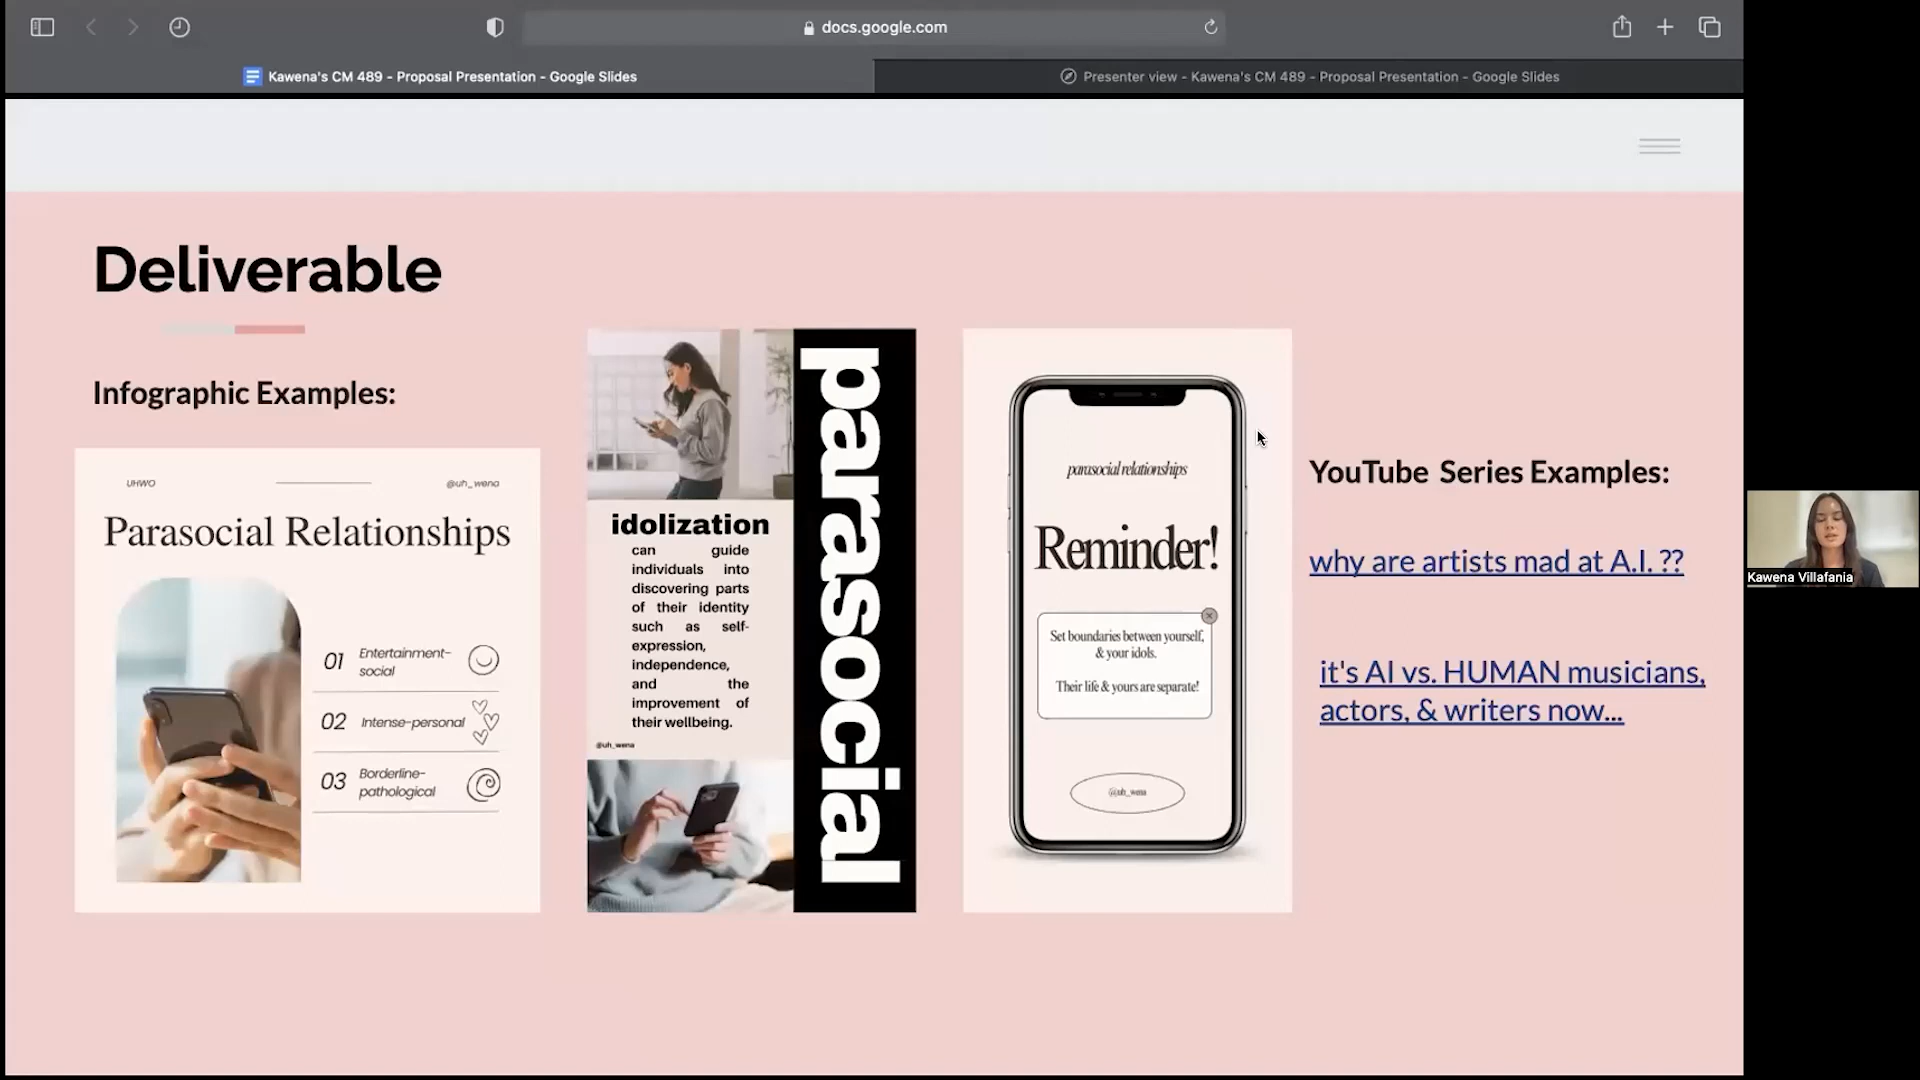 docs.google.com
Kawena's CM 489 - Proposal Presentation - Google Slides
Presenter view - Kawena's CM 489 - Proposal Presentation - Google Slides
Deliverable
Infographic Examples:
UHWO
@uh_wena
Parasocial Relationships
01 Entertainment-
social
02 Intense-personal
03 Borderline-
pathological
idolization
can guide
individuals into
discovering parts
of their identity
such as self-
expression,
independence,
and the
improvement of
their wellbeing.
@uh_wena
parasocial
parasocial relationships
Reminder!
Set boundaries between yourself,
& your idols.
Their life & yours are separate!
@uh_wena
YouTube Series Examples:
why are artists mad at A.I. ??
it's AI vs. HUMAN musicians,
actors, & writers now...
Kawena Villafania